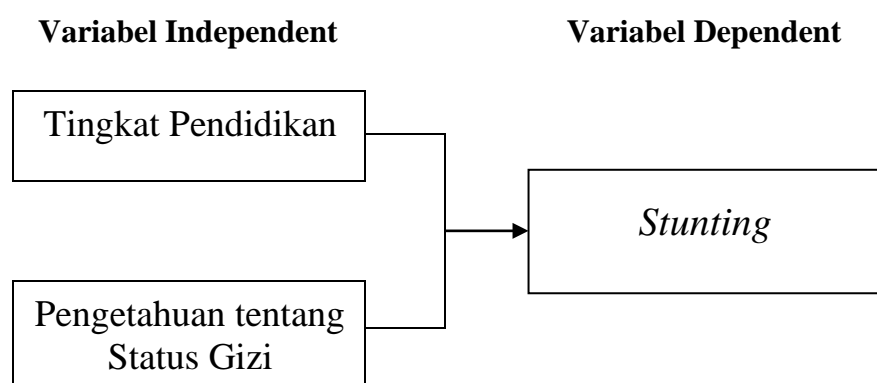 Variabel Independent
Variabel Dependent
Tingkat Pendidikan
Stunting
Pengetahuan tentang
Status Gizi